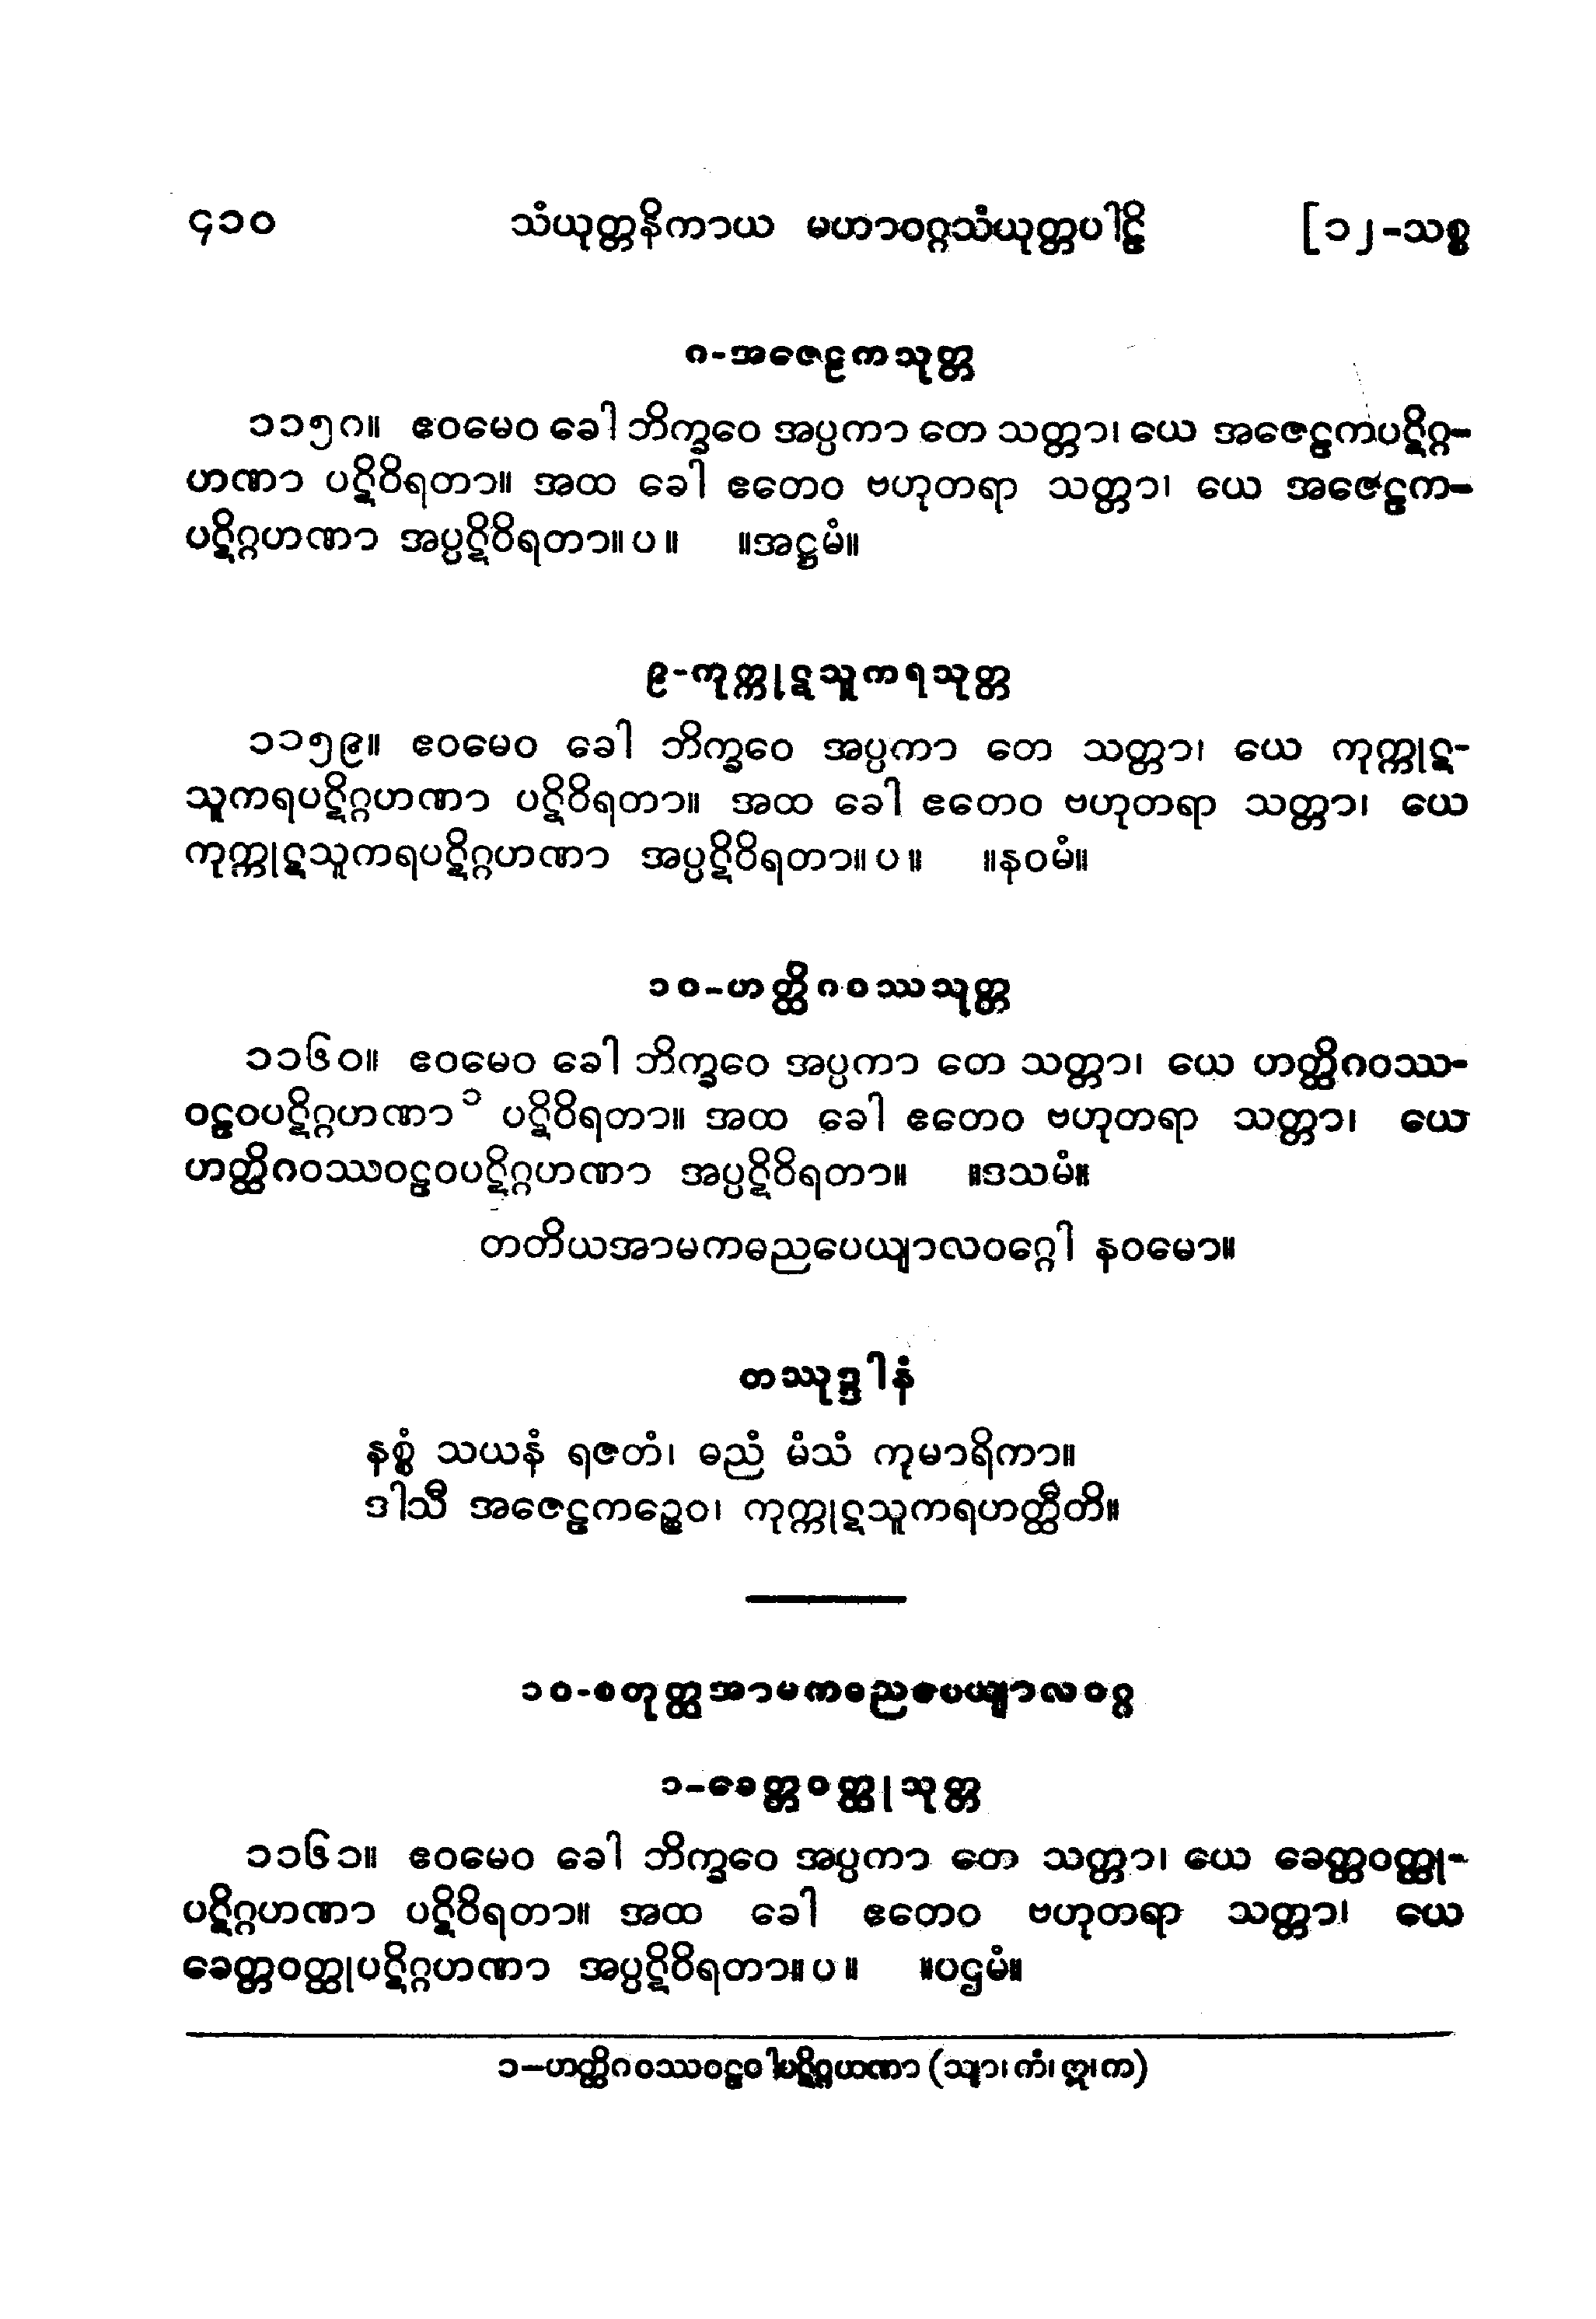 ၄၁၀ သံယုတ္တနိကာယ မဟာဝဂ္ဂသံယုတ္တပါဠိ [၁၂-သစ္စ
၈-အဇေဠကသုတ္တ
၁၁၅၈။ ဧဝမေဝ ခေါ ဘိက္ခဝေ အပ္ပကာ တေ သတ္တာ၊ ယေ အဇေဠကပဋိဂ္ဂ-
ဟဏာ ပဋိဝိရတာ။ အထ ခေါ ဧတေဝ ဗဟုတရာ သတ္တာ၊ ယေ အဇေဠက-
ပဋိဂ္ဂဟဏာ အပ္ပဋိဝိရတာ။ပ။ ။အဋ္ဌမံ။
၉-ကုက္ကုဋသူကရသုတ္တ
၁၁၅၉။ ဧဝမေဝ ခေါ ဘိက္ခဝေ အပ္ပကာ တေ သတ္တာ၊ ယေ ကုက္ကုဋ-
သူကရပဋိဂ္ဂဟဏာ ပဋိဝိရတာ။ အထ ခေါ ဧတေဝ ဗဟုတရာ သတ္တာ၊ ယေ
ကုက္ကုဋသူကရပဋိဂ္ဂဟဏာ အပ္ပဋိဝိရတာ။ပ။ ။နဝမံ။
၁၀-ဟတ္ထိဂဝဿသုတ္တ
၁၁၆၀။ ဧဝမေဝ ခေါ ဘိက္ခဝေ အပ္ပကာ တေ သတ္တာ၊ ယေ ဟတ္ထိဂဝဿ-
ဝဠဝပဋိဂ္ဂဟဏာ၁ ပဋိဝိရတာ။ အထ ခေါ ဧတေဝ ဗဟုတရာ သတ္တာ၊ ယေ
ဟတ္ထိဂဝဿဝဠဝပဋိဂ္ဂဟဏာ အပ္ပဋိဝိရတာ။ ။ဒသမံ။
တတိယအာမကဓညပေယျာလဝဂ္ဂေါ နဝမော။
တဿုဒ္ဒါနံ
နစ္စံ သယနံ ရဇတံ၊ ဓညံ မံသံ ကုမာရိကာ။
ဒါသီ အဇေဠကဉ္စေဝ၊ ကုက္ကုဋသူကရဟတ္ထီတိ။
၁၀-စတုတ္ထအာမကဓညပေယျာလဝဂ္ဂ
၁-ခေတ္တဝတ္ထုသုတ္တ
၁၁၆၁။ ဧဝမေဝ ခေါ ဘိက္ခဝေ အပ္ပကာ တေ သတ္တာ၊ ယေ ခေတ္တဝတ္ထု-
ပဋိဂ္ဂဟဏာ ပဋိဝိရတာ။ အထ ခေါ ဧတေဝ ဗဟုတရာ သတ္တာ၊ ယေ
ခေတ္တဝတ္ထုပဋိဂ္ဂဟဏာ အပ္ပဋိဝိရတာ။ပ။ ။ပဌမံ။
၁-ဟတ္ထိဂဝဿဝဠဝါပဋိဂ္ဂဟဏာ (သျာ၊ ကံ၊ ဣ၊ က)